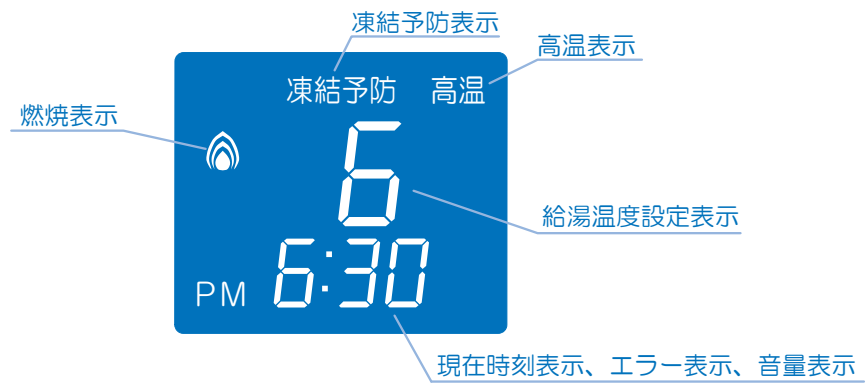 凍結予防表示
高温表示
凍結予防 高温
燃焼表示
6
給湯温度設定表示
PM 6:30
現在時刻表示、エラー表示、音量表示